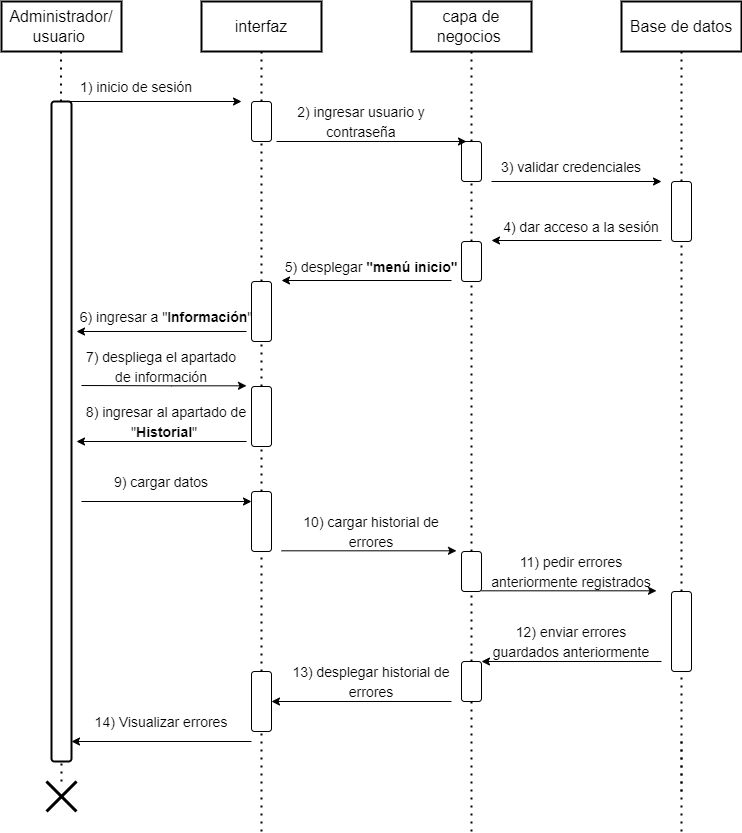 Administrador/
usuario
interfaz
capa de
negocios
Base de datos
1) inicio de sesión
2) ingresar usuario y
contraseña
3) validar credenciales
4) dar acceso a la sesión
5) desplegar "menú inicio"
6) ingresar a "Información"
7) despliega el apartado
de información
8) ingresar al apartado de
"Historial"
9) cargar datos
10) cargar historial de
errores
11) pedir errores
anteriormente registrados
12) enviar errores
guardados anteriormente
13) desplegar historial de
errores
14) Visualizar errores